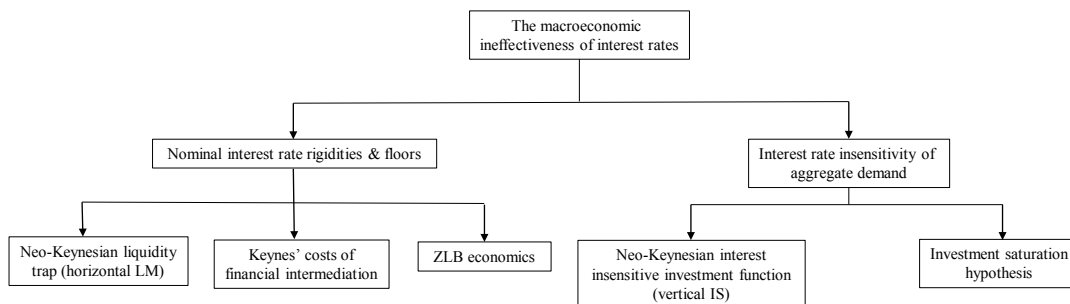 The macroeconomic
ineffectiveness of interest rates
Nominal interest rate rigidities & floors
Interest rate insensitivity of
aggregate demand
Neo-Keynesian liquidity
trap (horizontal LM)
Keynes’ costs of
financial intermediation
ZLB economics
Neo-Keynesian interest
insensitive investment function
(vertical IS)
Investment saturation
hypothesis